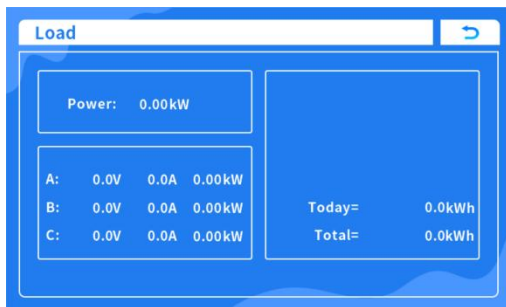 Load
Power: 0.00kW
A: 0.0V 0.0A 0.00kW
B: 0.0V 0.0A 0.00kW
C: 0.0V 0.0A 0.00kW
Today= 0.0kWh
Total= 0.0kWh